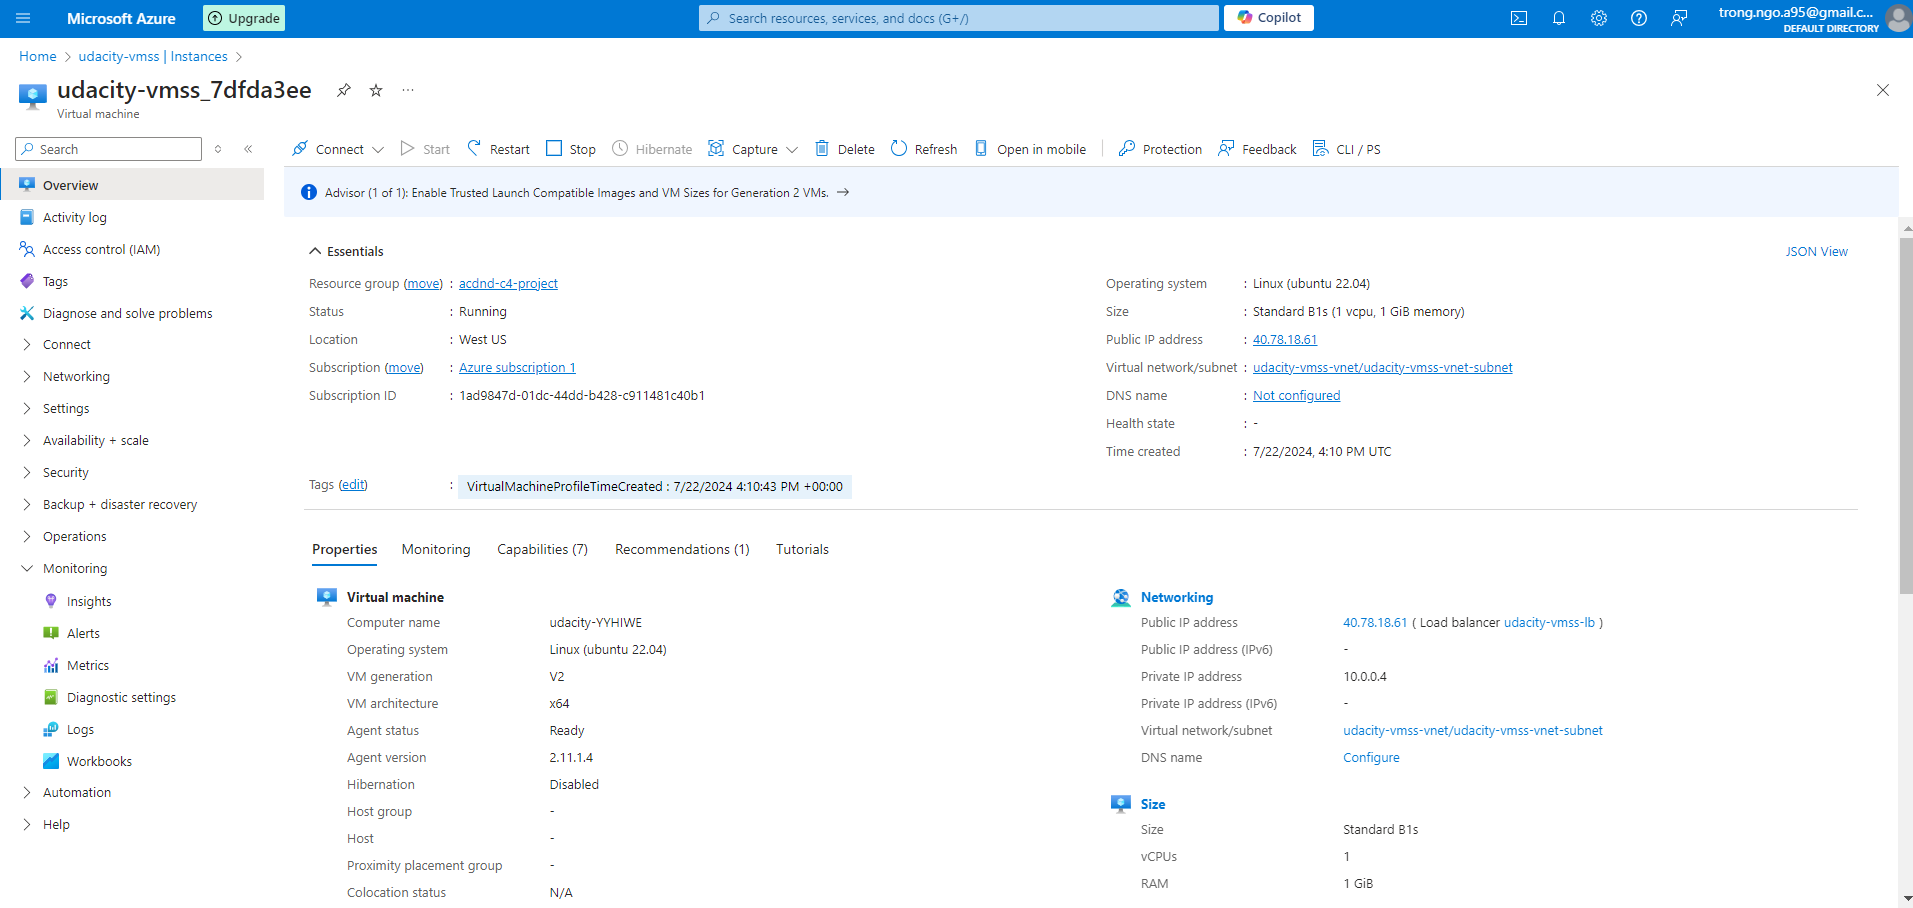 Microsoft Azure
Upgrade
Search resources, services, and docs (G+/)
Copilot
trong.ngo.a95@gmail.c...
DEFAULT DIRECTORY
Home > udacity-vmss | Instances >
udacity-vmss_7dfda3ee
...
Virtual machine
Search
Connect
Start
Restart
Stop
Hibernate
Capture
Delete
Refresh
Open in mobile
Protection
Feedback
CLI / PS
Overview
Activity log
Access control (IAM)
Tags
Diagnose and solve problems
Connect
Networking
Settings
Availability + scale
Security
Backup + disaster recovery
Operations
Monitoring
Insights
Alerts
Metrics
Diagnostic settings
Logs
Workbooks
Automation
Help
Advisor (1 of 1): Enable Trusted Launch Compatible Images and VM Sizes for Generation 2 VMs. →
Essentials
JSON View
Resource group (move) : acdnd-c4-project
Status : Running
Location : West US
Subscription (move) : Azure subscription 1
Subscription ID : 1ad9847d-01dc-44dd-b428-c911481c40b1
Operating system : Linux (ubuntu 22.04)
Size : Standard B1s (1 vcpu, 1 GiB memory)
Public IP address : 40.78.18.61
Virtual network/subnet : udacity-vmss-vnet/udacity-vmss-vnet-subnet
DNS name : Not configured
Health state : -
Time created : 7/22/2024, 4:10 PM UTC
Tags (edit) : VirtualMachineProfileTimeCreated : 7/22/2024 4:10:43 PM +00:00
Properties
Monitoring
Capabilities (7)
Recommendations (1)
Tutorials
Virtual machine
Computer name udacity-YYHIWE
Operating system Linux (ubuntu 22.04)
VM generation V2
VM architecture x64
Agent status Ready
Agent version 2.11.1.4
Hibernation Disabled
Host group -
Host -
Proximity placement group -
Colocation status N/A
Networking
Public IP address 40.78.18.61 ( Load balancer udacity-vmss-lb )
Public IP address (IPv6) -
Private IP address 10.0.0.4
Private IP address (IPv6) -
Virtual network/subnet udacity-vmss-vnet/udacity-vmss-vnet-subnet
DNS name Configure
Size
Size Standard B1s
vCPUs 1
RAM 1 GiB